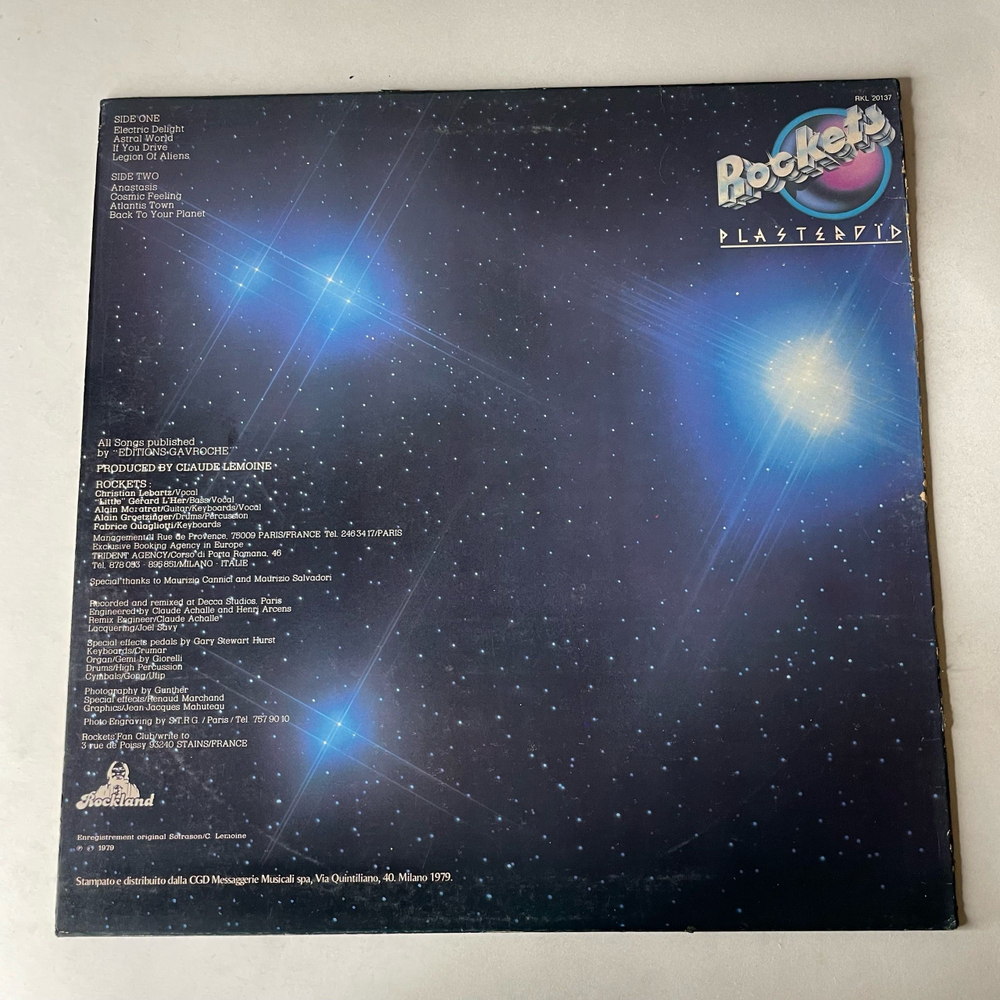 SIDE ONE
Electric Delight
Astral World
If You Drive
Legion Of Aliens
SIDE TWO
Anastasis
Cosmic Feeling
Atlantis Town
Back To Your Planet
RKL 20137
Rockets
PLASTEROÏD
All Songs published
by "EDITIONS GAVROCHE"
PRODUCED BY CLAUDE LEMOINE
ROCKETS :
Christian Lebartz/Vocal
"Little" Gérard L'Her/Bass/Vocal
Alain Maratrat/Guitar/Keyboards/Vocal
Alain Groetzinger/Drums/Percussion
Fabrice Quagliotti/Keyboards
Rue de Provence, 75009 PARIS/FRANCE Tel. 246 34 17/PARIS
Exclusive Booking Agency in Europe
TRIDENT AGENCY/Corso di Porta Romana, 46
Tel. 878 093 - 895 851/MILANO - ITALIE
Special thanks to Maurizio Cannici and Maurizio Salvadori
Recorded and remixed at Decca Studios, Paris
Engineered by Claude Achalle and Henri Arcens
Remix Engineer/Claude Achalle
Lacquering/Joel Savy
Special effects pedals by Gary Stewart Hurst
Keyboards/Crumar
Organ/Gemi by Giorelli
Drums/High Percussion
Cymbals/Gong/Ufip
Photography by Gunther
Special effects/Renaud Marchand
Graphics/Jean Jacques Mahuteau
Photo Engraving by S.T.R.G. / Paris / Tel. 757 90 10
Rockets Fan Club/write to
3 rue de Poissy 93240 STAINS/FRANCE
Rockland
Enregistrement original Sofrason/C. Lemoine
℗ © 1979
Stampato e distribuito dalla CGD Messaggerie Musicali spa, Via Quintiliano, 40. Milano 1979.